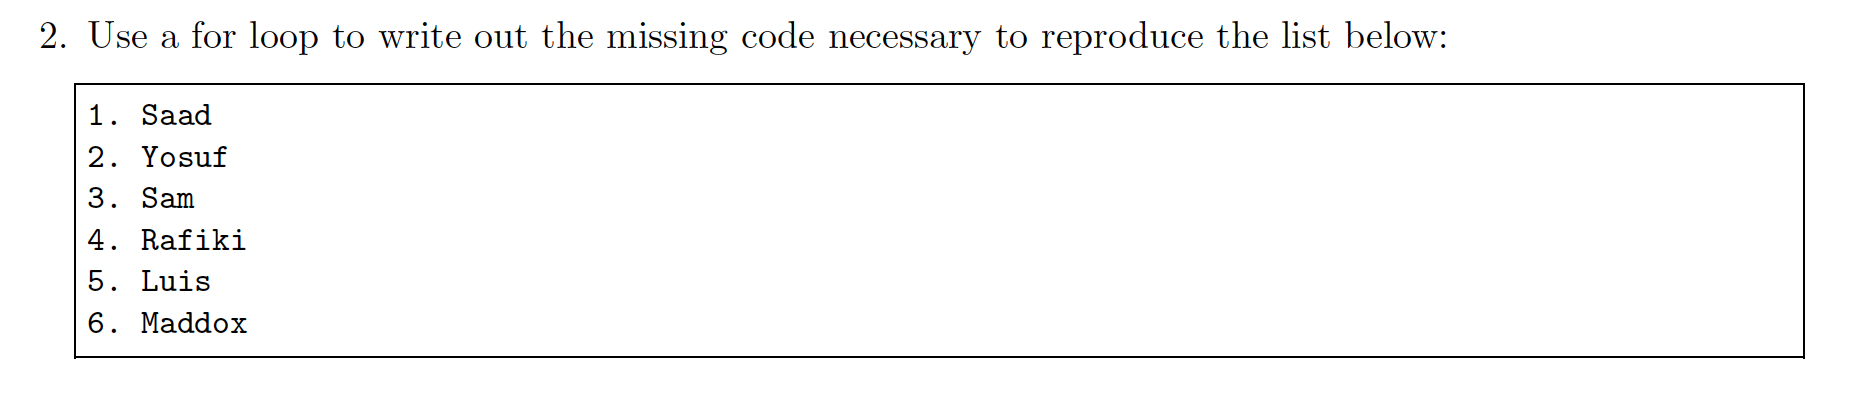 2. Use a for loop to write out the missing code necessary to reproduce the list below:
1. Saad
2. Yosuf
3. Sam
4. Rafiki
5. Luis
6. Maddox